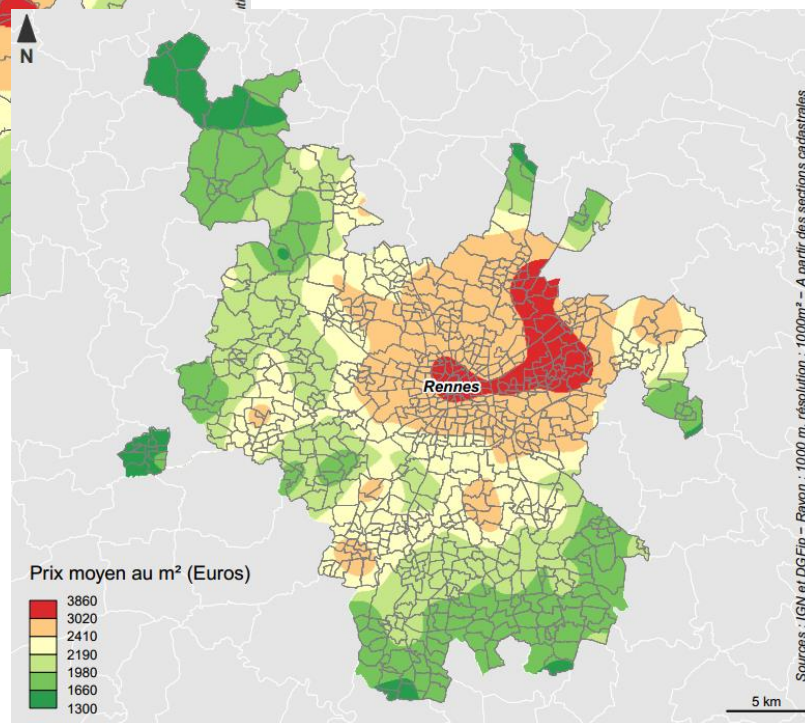 N
Rennes
Prix moyen au m² (Euros)
3860
3020
2410
2190
1980
1660
1300
5 km
Sources : IGN et DGFip – Rayon : 1000 m ; résolution : 1000m² – A partir des sections cadastrales